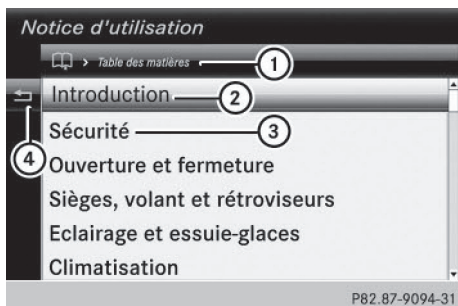 Notice d'utilisation
> Table des matières 1
Introduction 2
Sécurité 3
4
Ouverture et fermeture
Sièges, volant et rétroviseurs
Eclairage et essuie-glaces
Climatisation
P82.87-9094-31